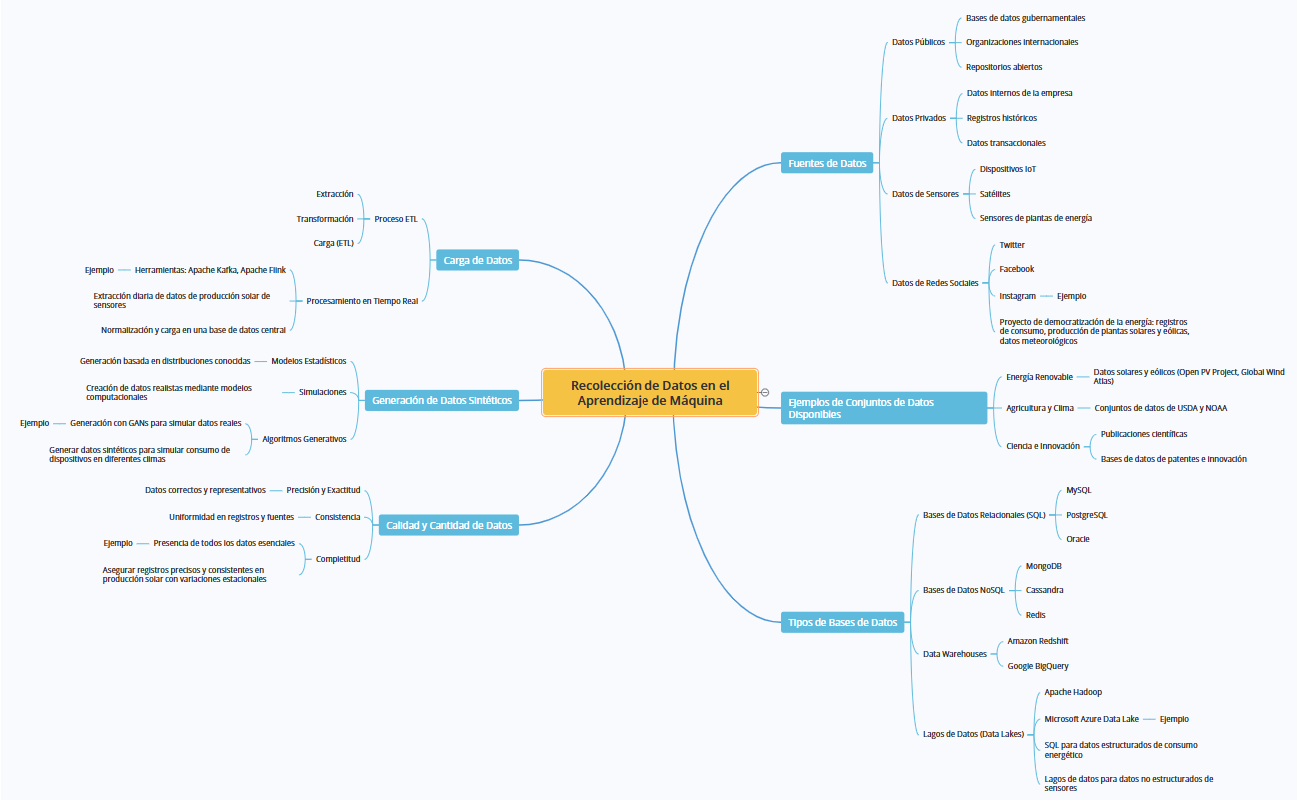 Recolección de Datos en el
Aprendizaje de Máquina
Fuentes de Datos
Datos Públicos
Bases de datos gubernamentales
Organizaciones internacionales
Repositorios abiertos
Datos Privados
Datos internos de la empresa
Registros históricos
Datos transaccionales
Datos de Sensores
Dispositivos IoT
Satélites
Sensores de plantas de energía
Datos de Redes Sociales
Twitter
Facebook
Instagram
Ejemplo
Proyecto de democratización de la energía: registros
de consumo, producción de plantas solares y eólicas,
datos meteorológicos
Ejemplos de Conjuntos de Datos
Disponibles
Energía Renovable
Datos solares y eólicos (Open PV Project, Global Wind
Atlas)
Agricultura y Clima
Conjuntos de datos de USDA y NOAA
Ciencia e Innovación
Publicaciones científicas
Bases de datos de patentes e innovación
Tipos de Bases de Datos
Bases de Datos Relacionales (SQL)
MySQL
PostgreSQL
Oracle
Bases de Datos NoSQL
MongoDB
Cassandra
Redis
Data Warehouses
Amazon Redshift
Google BigQuery
Lagos de Datos (Data Lakes)
Apache Hadoop
Microsoft Azure Data Lake
Ejemplo
SQL para datos estructurados de consumo
energético
Lagos de datos para datos no estructurados de
sensores
Carga de Datos
Proceso ETL
Extracción
Transformación
Carga (ETL)
Procesamiento en Tiempo Real
Herramientas: Apache Kafka, Apache Flink
Ejemplo
Extracción diaria de datos de producción solar de
sensores
Normalización y carga en una base de datos central
Generación de Datos Sintéticos
Modelos Estadísticos
Generación basada en distribuciones conocidas
Simulaciones
Creación de datos realistas mediante modelos
computacionales
Algoritmos Generativos
Generación con GANs para simular datos reales
Ejemplo
Generar datos sintéticos para simular consumo de
dispositivos en diferentes climas
Calidad y Cantidad de Datos
Precisión y Exactitud
Datos correctos y representativos
Consistencia
Uniformidad en registros y fuentes
Completitud
Presencia de todos los datos esenciales
Ejemplo
Asegurar registros precisos y consistentes en
producción solar con variaciones estacionales